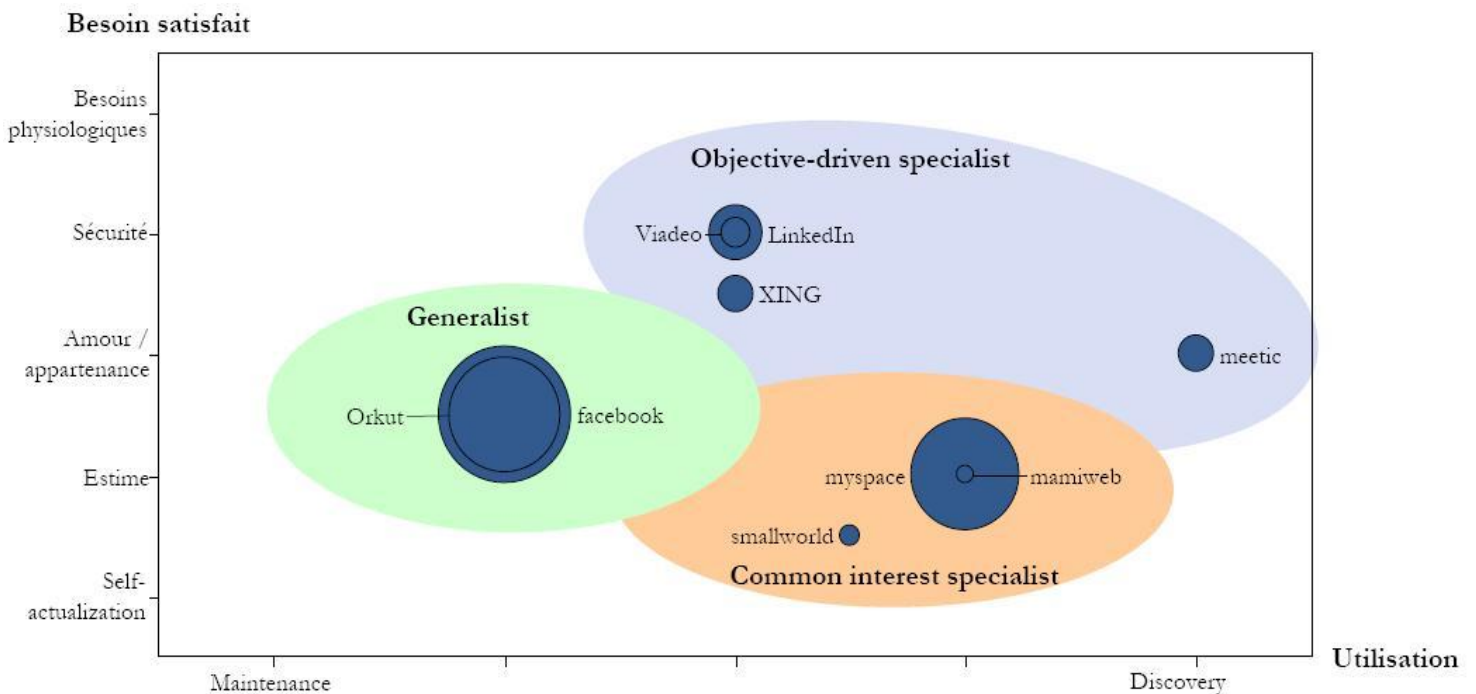 Besoin satisfait
Besoins
physiologiques
Objective-driven specialist
Sécurité
Viadeo
LinkedIn
XING
Generalist
Amour /
appartenance
meetic
Orkut
facebook
Estime
myspace
mamiweb
smallworld
Common interest specialist
Self-
actualization
Utilisation
Maintenance
Discovery